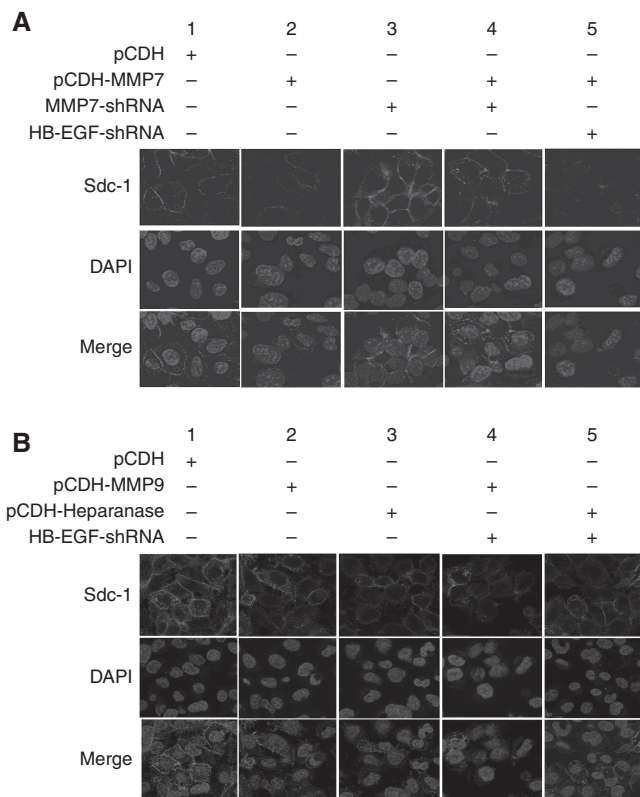 A
1 2 3 4 5
pCDH + – – – –
pCDH-MMP7 – + – + +
MMP7-shRNA – – + + –
HB-EGF-shRNA – – – – +
Sdc-1
DAPI
Merge
B
1 2 3 4 5
pCDH + – – – –
pCDH-MMP9 – + – + –
pCDH-Heparanase – – + – +
HB-EGF-shRNA – – – + +
Sdc-1
DAPI
Merge